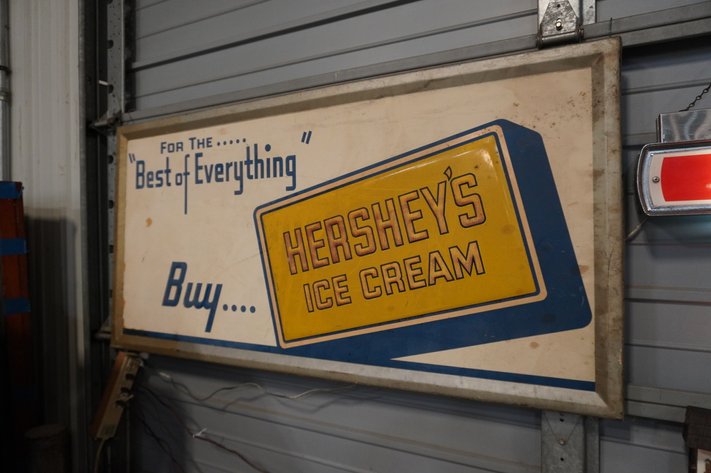 FOR THE .....
"Best of Everything"
Buy....
HERSHEY'S
ICE CREAM